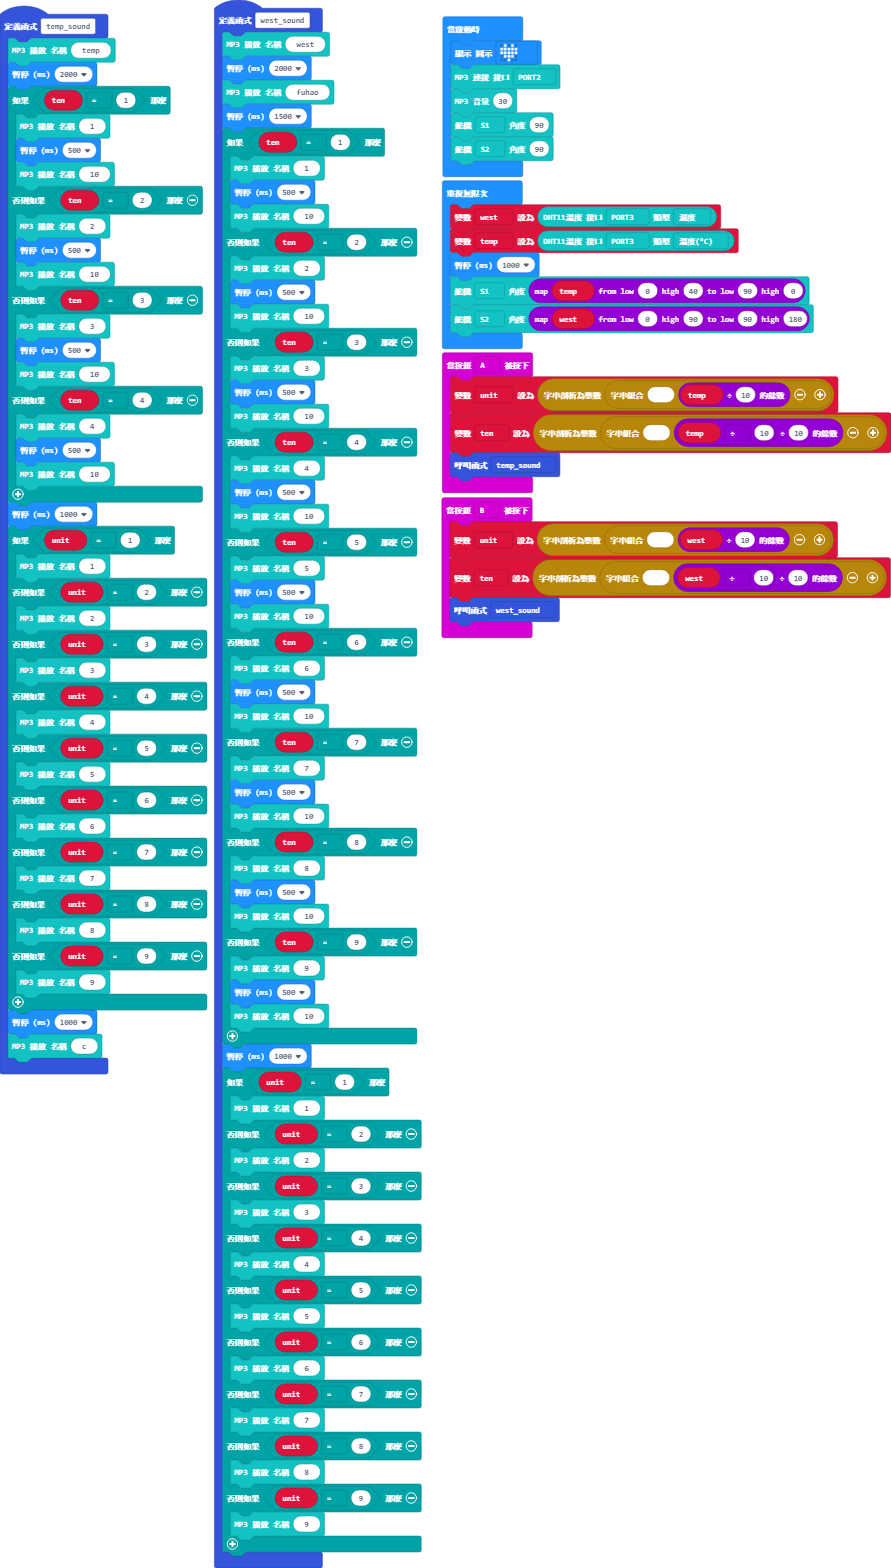 定義函式 temp_sound
MP3 播放 名稱 temp
暫停 (ms) 2000
如果 ten = 1 那麼
MP3 播放 名稱 1
暫停 (ms) 500
MP3 播放 名稱 10
否則如果 ten = 2 那麼
MP3 播放 名稱 2
暫停 (ms) 500
MP3 播放 名稱 10
否則如果 ten = 3 那麼
MP3 播放 名稱 3
暫停 (ms) 500
MP3 播放 名稱 10
否則如果 ten = 4 那麼
MP3 播放 名稱 4
暫停 (ms) 500
MP3 播放 名稱 10
暫停 (ms) 1000
如果 unit = 1 那麼
MP3 播放 名稱 1
否則如果 unit = 2 那麼
MP3 播放 名稱 2
否則如果 unit = 3 那麼
MP3 播放 名稱 3
否則如果 unit = 4 那麼
MP3 播放 名稱 4
否則如果 unit = 5 那麼
MP3 播放 名稱 5
否則如果 unit = 6 那麼
MP3 播放 名稱 6
否則如果 unit = 7 那麼
MP3 播放 名稱 7
否則如果 unit = 8 那麼
MP3 播放 名稱 8
否則如果 unit = 9 那麼
MP3 播放 名稱 9
暫停 (ms) 1000
MP3 播放 名稱 c
定義函式 west_sound
MP3 播放 名稱 west
暫停 (ms) 2000
MP3 播放 名稱 fuhao
暫停 (ms) 1500
如果 ten = 1 那麼
MP3 播放 名稱 1
暫停 (ms) 500
MP3 播放 名稱 10
否則如果 ten = 2 那麼
MP3 播放 名稱 2
暫停 (ms) 500
MP3 播放 名稱 10
否則如果 ten = 3 那麼
MP3 播放 名稱 3
暫停 (ms) 500
MP3 播放 名稱 10
否則如果 ten = 4 那麼
MP3 播放 名稱 4
暫停 (ms) 500
MP3 播放 名稱 10
否則如果 ten = 5 那麼
MP3 播放 名稱 5
暫停 (ms) 500
MP3 播放 名稱 10
否則如果 ten = 6 那麼
MP3 播放 名稱 6
暫停 (ms) 500
MP3 播放 名稱 10
否則如果 ten = 7 那麼
MP3 播放 名稱 7
暫停 (ms) 500
MP3 播放 名稱 10
否則如果 ten = 8 那麼
MP3 播放 名稱 8
暫停 (ms) 500
MP3 播放 名稱 10
否則如果 ten = 9 那麼
MP3 播放 名稱 9
暫停 (ms) 500
MP3 播放 名稱 10
暫停 (ms) 1000
如果 unit = 1 那麼
MP3 播放 名稱 1
否則如果 unit = 2 那麼
MP3 播放 名稱 2
否則如果 unit = 3 那麼
MP3 播放 名稱 3
否則如果 unit = 4 那麼
MP3 播放 名稱 4
否則如果 unit = 5 那麼
MP3 播放 名稱 5
否則如果 unit = 6 那麼
MP3 播放 名稱 6
否則如果 unit = 7 那麼
MP3 播放 名稱 7
否則如果 unit = 8 那麼
MP3 播放 名稱 8
否則如果 unit = 9 那麼
MP3 播放 名稱 9
當啟動時
顯示 圖示
MP3 連接 接口 PORT2
MP3 音量 30
舵機 S1 角度 90
舵機 S2 角度 90
重複無限次
變數 west 設為 DHT11溫度 接口 PORT3 類型 濕度
變數 temp 設為 DHT11溫度 接口 PORT3 類型 溫度(°C)
暫停 (ms) 1000
舵機 S1 角度 map temp from low 0 high 40 to low 90 high 0
舵機 S2 角度 map west from low 0 high 90 to low 90 high 180
當按鈕 A 被按下
變數 unit 設為 字串剖析為整數 字串組合 temp ÷ 10 的餘數
變數 ten 設為 字串剖析為整數 字串組合 temp ÷ 10 ÷ 10 的餘數
呼叫函式 temp_sound
當按鈕 B 被按下
變數 unit 設為 字串剖析為整數 字串組合 west ÷ 10 的餘數
變數 ten 設為 字串剖析為整數 字串組合 west ÷ 10 ÷ 10 的餘數
呼叫函式 west_sound